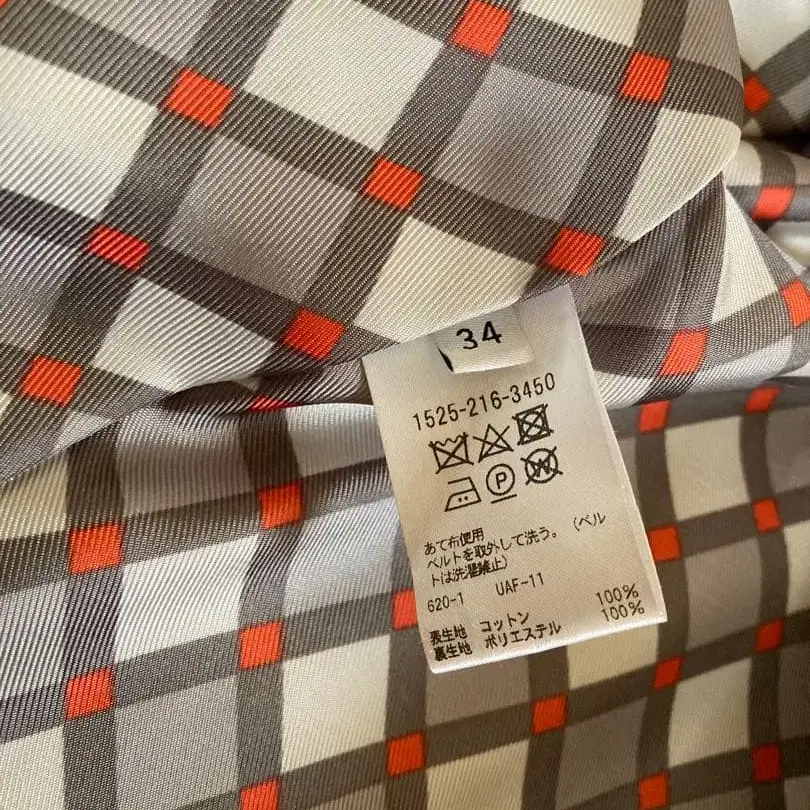 34
1525-216-3450
P
W
あて布使用
ベルトを取外して洗う。(ベル
トは洗濯禁止)
620-1 UAF-11
表生地 コットン 100%
裏生地 ポリエステル 100%